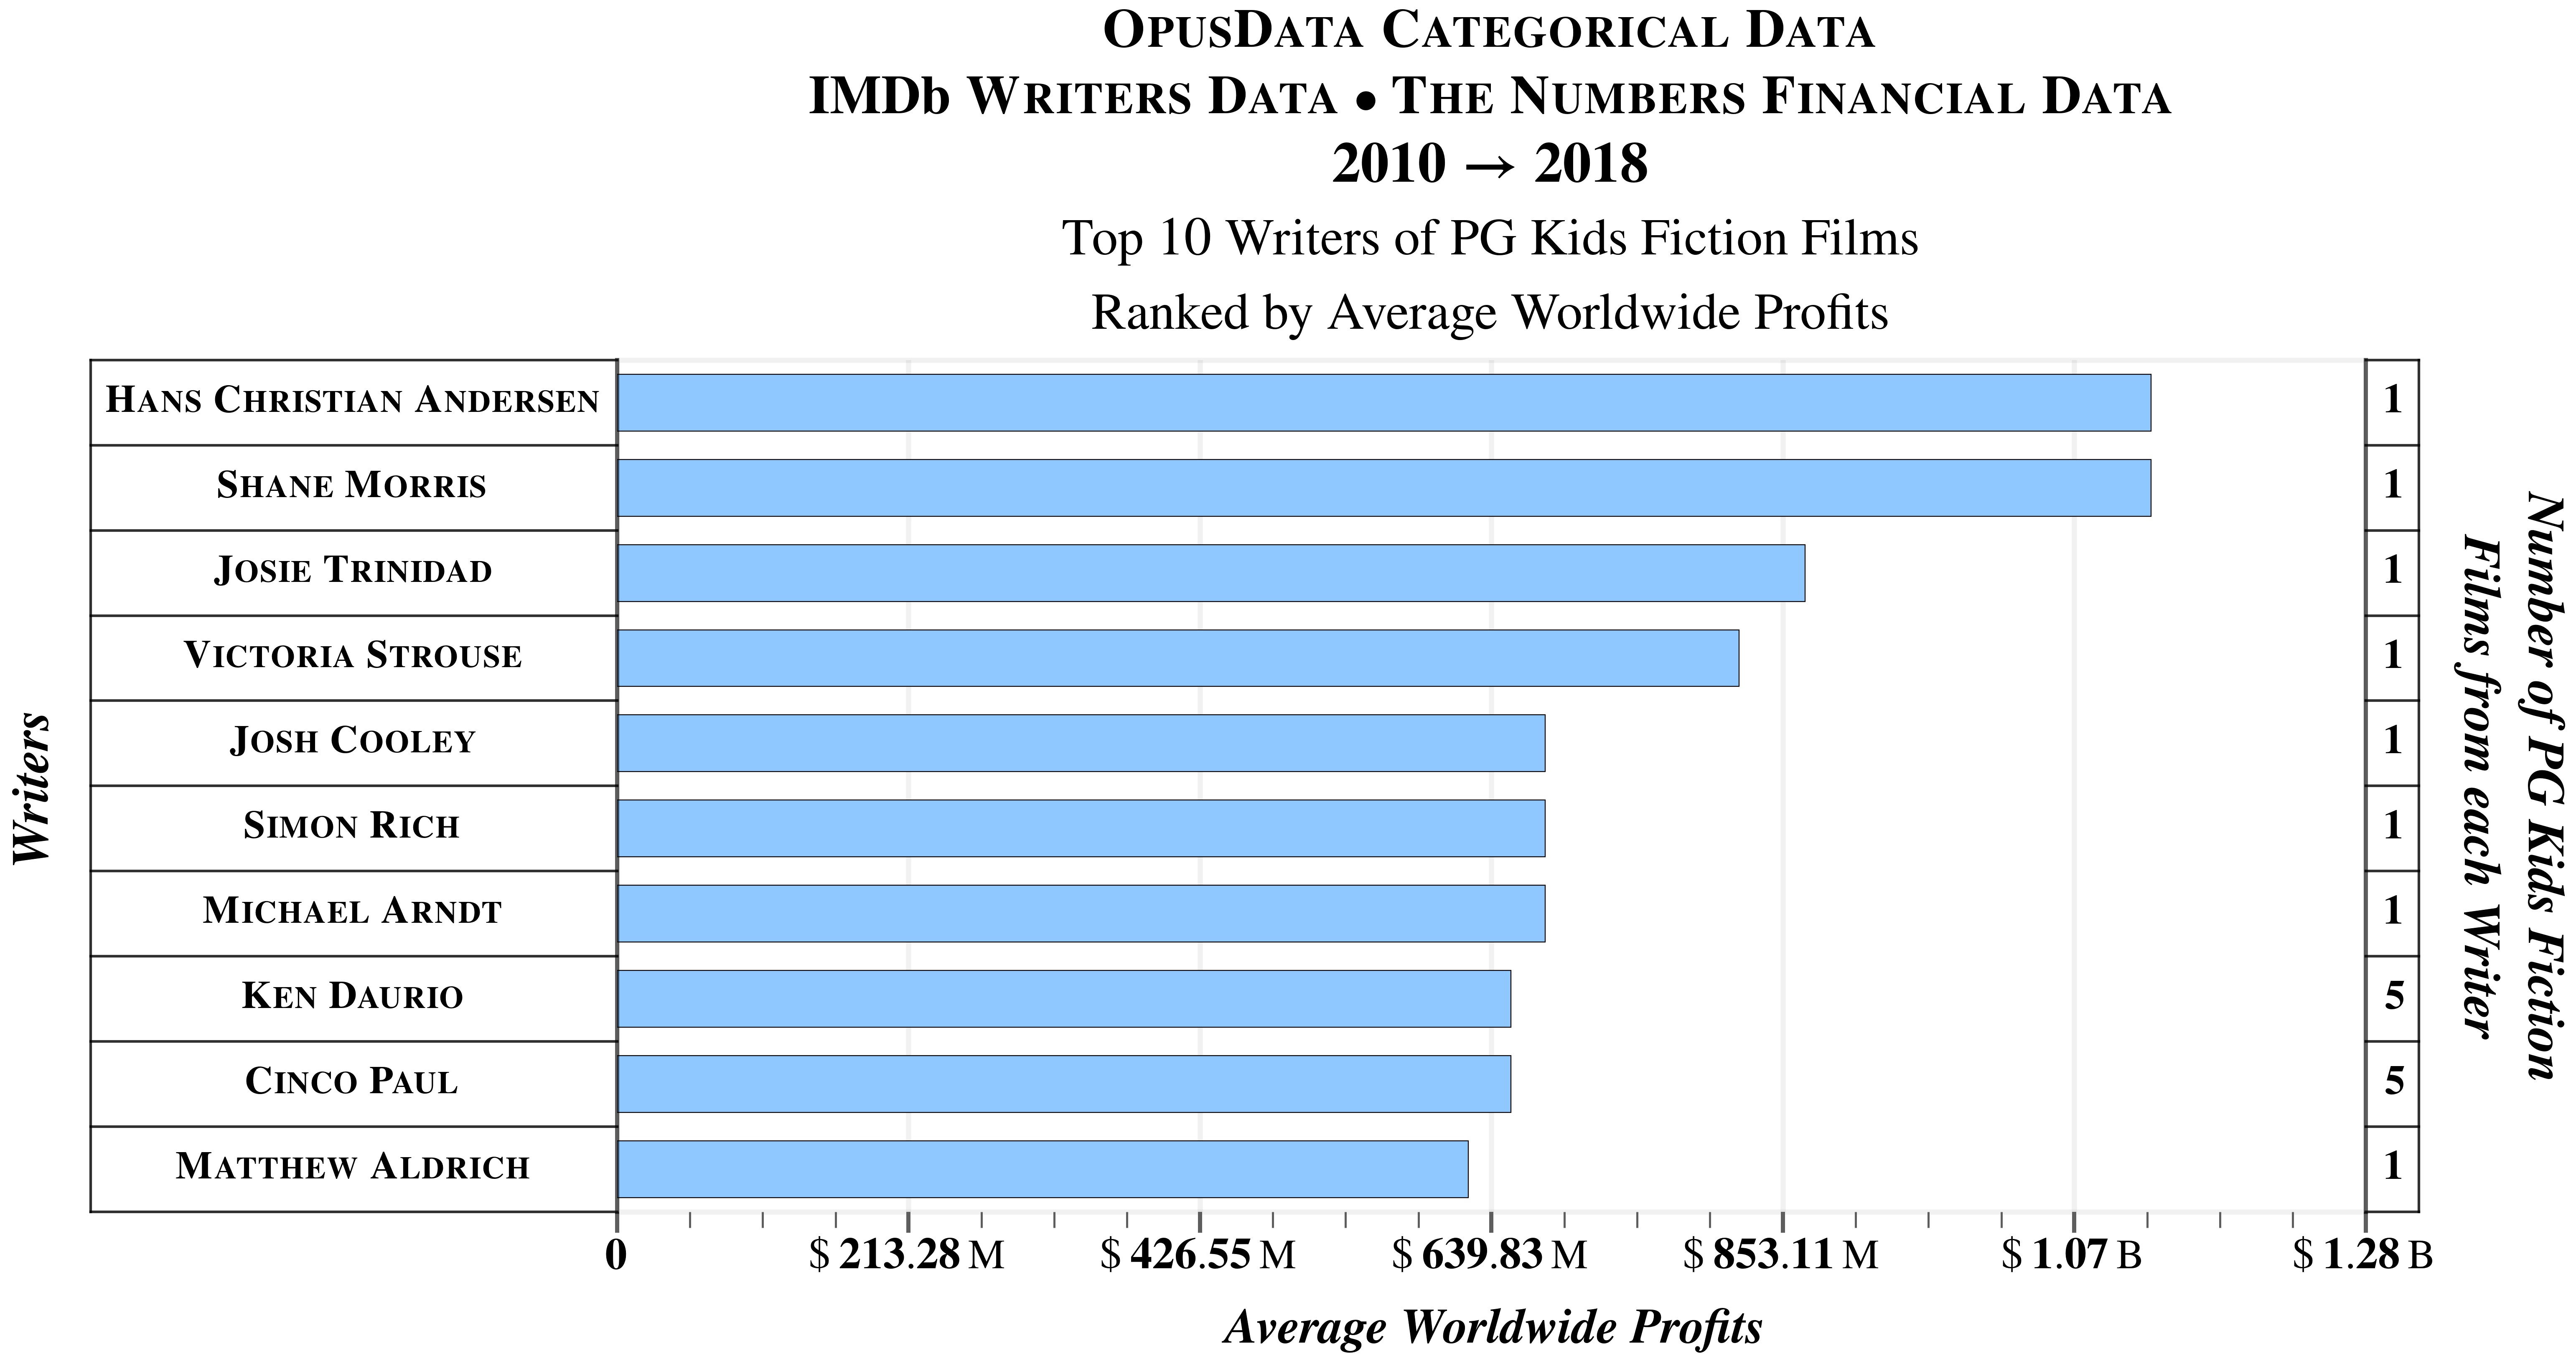 OpusData Categorical Data
IMDb Writers Data • The Numbers Financial Data
2010 → 2018
Top 10 Writers of PG Kids Fiction Films
Ranked by Average Worldwide Profits
Writers
Hans Christian Andersen 1
Shane Morris 1
Josie Trinidad 1
Victoria Strouse 1
Josh Cooley 1
Simon Rich 1
Michael Arndt 1
Ken Daurio 5
Cinco Paul 5
Matthew Aldrich 1
Number of PG Kids Fiction
Films from each Writer
0 $ 213.28 M $ 426.55 M $ 639.83 M $ 853.11 M $ 1.07 B $ 1.28 B
Average Worldwide Profits